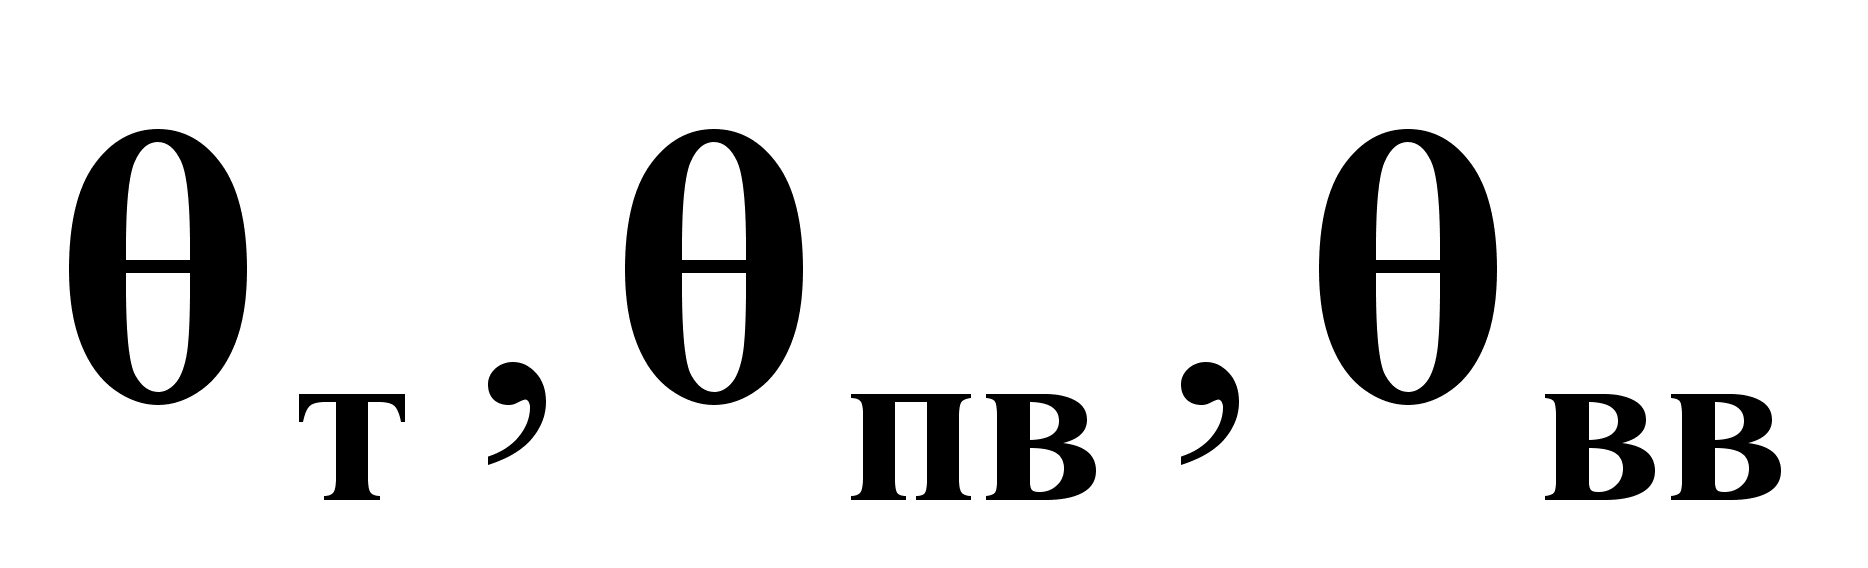 θт , θпв , θвв